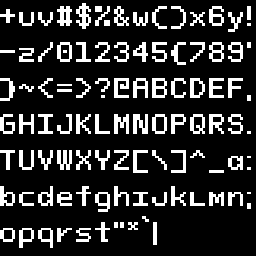 +uv#$%&w()x6y!
-z/012345{789'
}~<=>?@ABCDEF,
GHIJKLMNOPQRS.
TUVWXYZ[\]^_a:
bcdefghijklmn;
opqrst"*`|